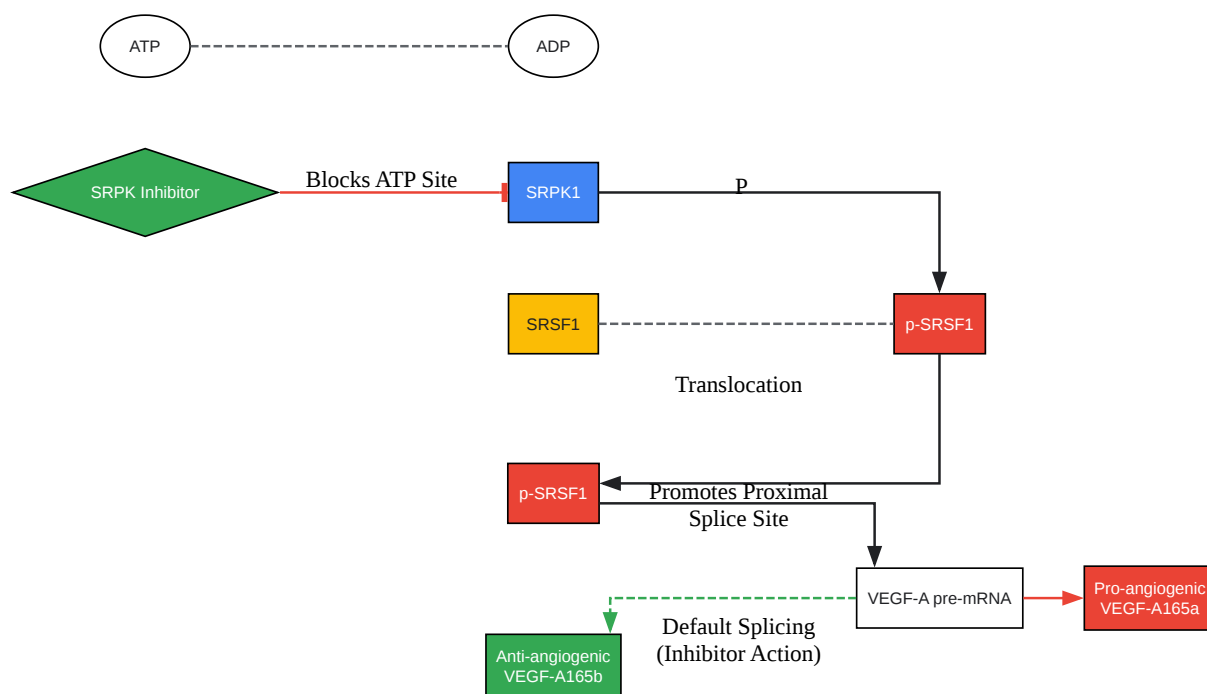 ATP
ADP
SRPK Inhibitor
Blocks ATP Site
SRPK1
P
SRSF1
p-SRSF1
Translocation
p-SRSF1
Promotes Proximal
Splice Site
VEGF-A pre-mRNA
Pro-angiogenic
VEGF-A165a
Default Splicing
(Inhibitor Action)
Anti-angiogenic
VEGF-A165b